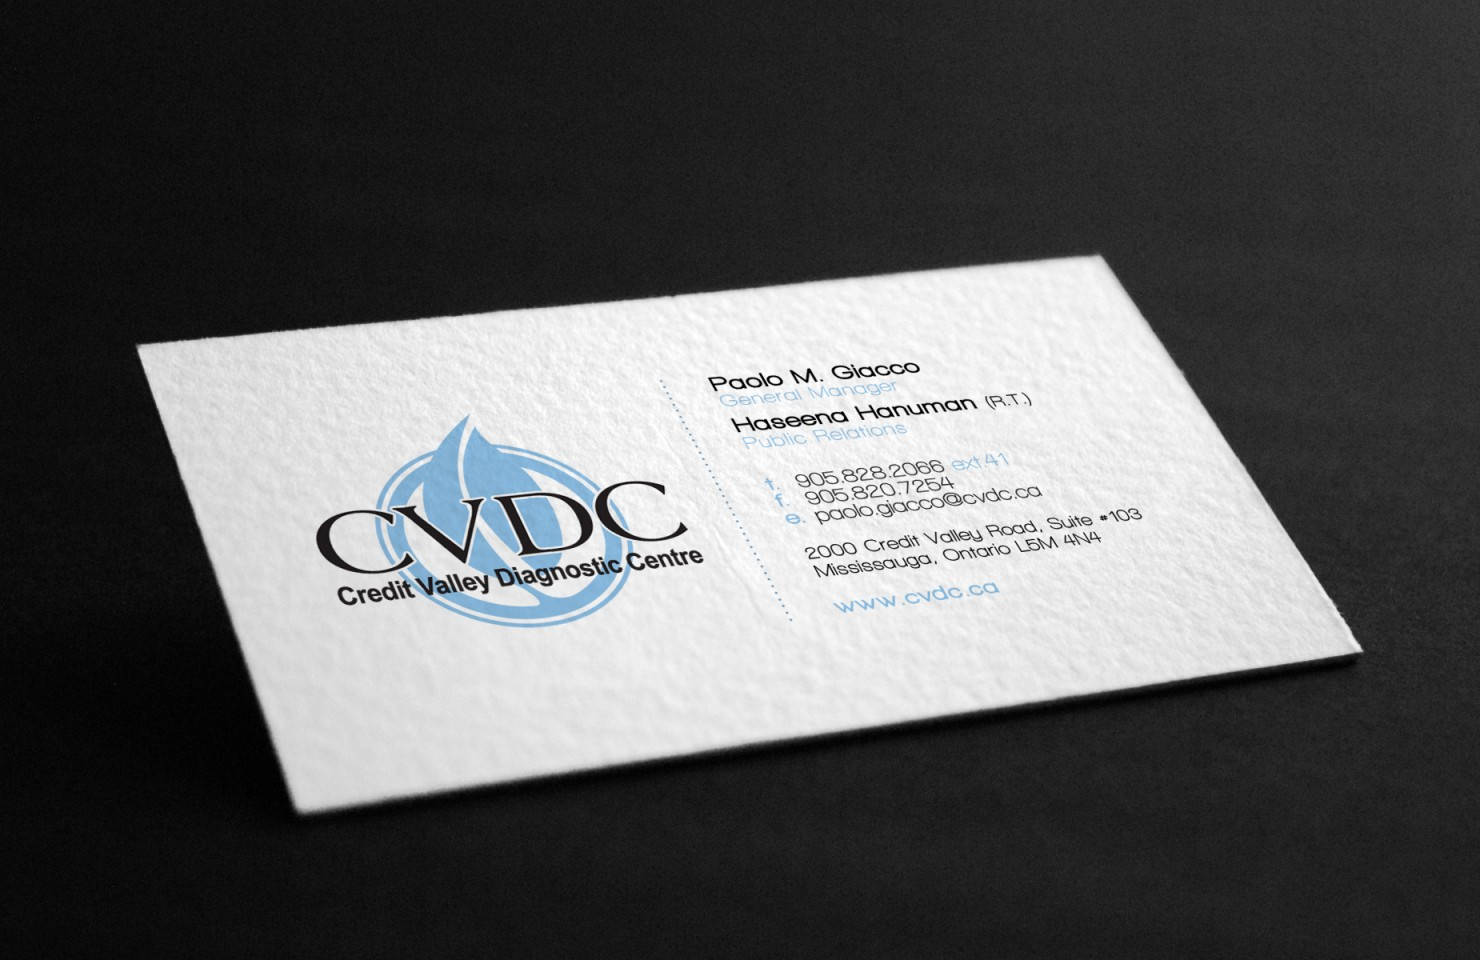 CVDC
Credit Valley Diagnostic Centre
Paolo M. Giacco
General Manager
Haseena Hanuman (R.T.)
Public Relations
t. 905.828.2066 ext.41
f. 905.820.7254
e. paolo.giacco@cvdc.ca
2000 Credit Valley Road, Suite #103
Mississauga, Ontario L5M 4N4
www.cvdc.ca